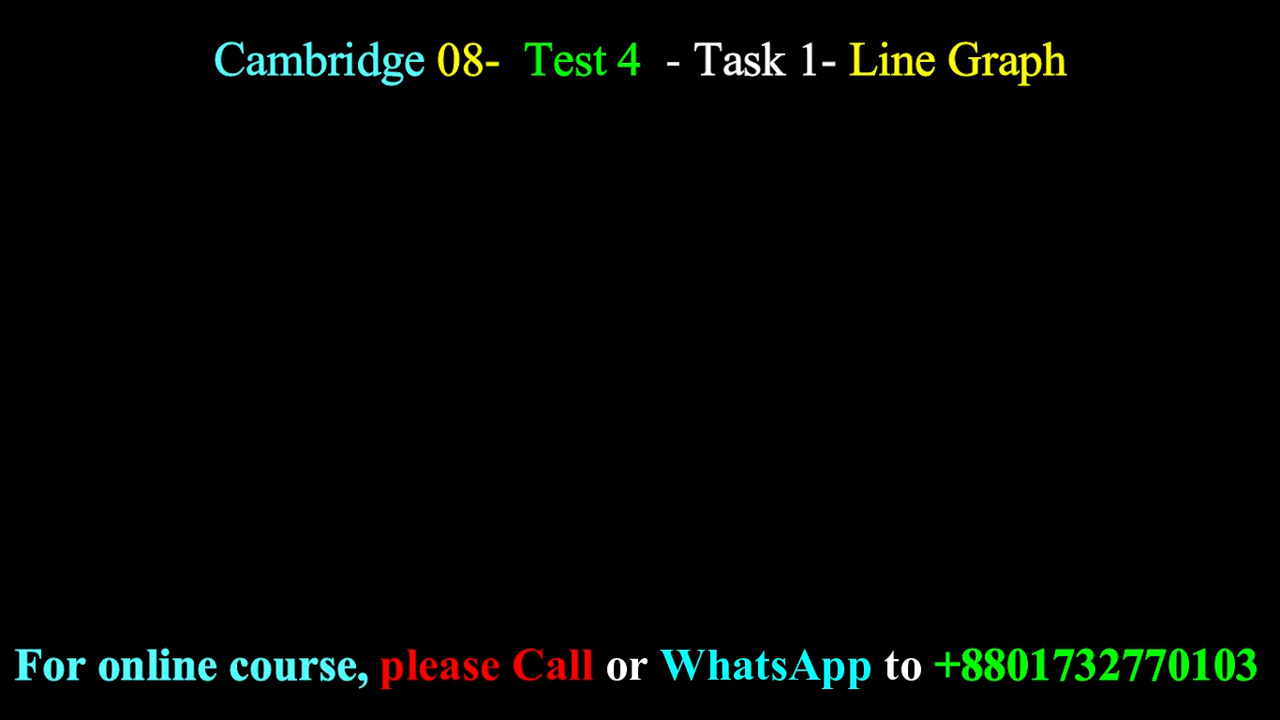 Cambridge 08- Test 4 - Task 1- Line Graph
For online course, please Call or WhatsApp to +8801732770103